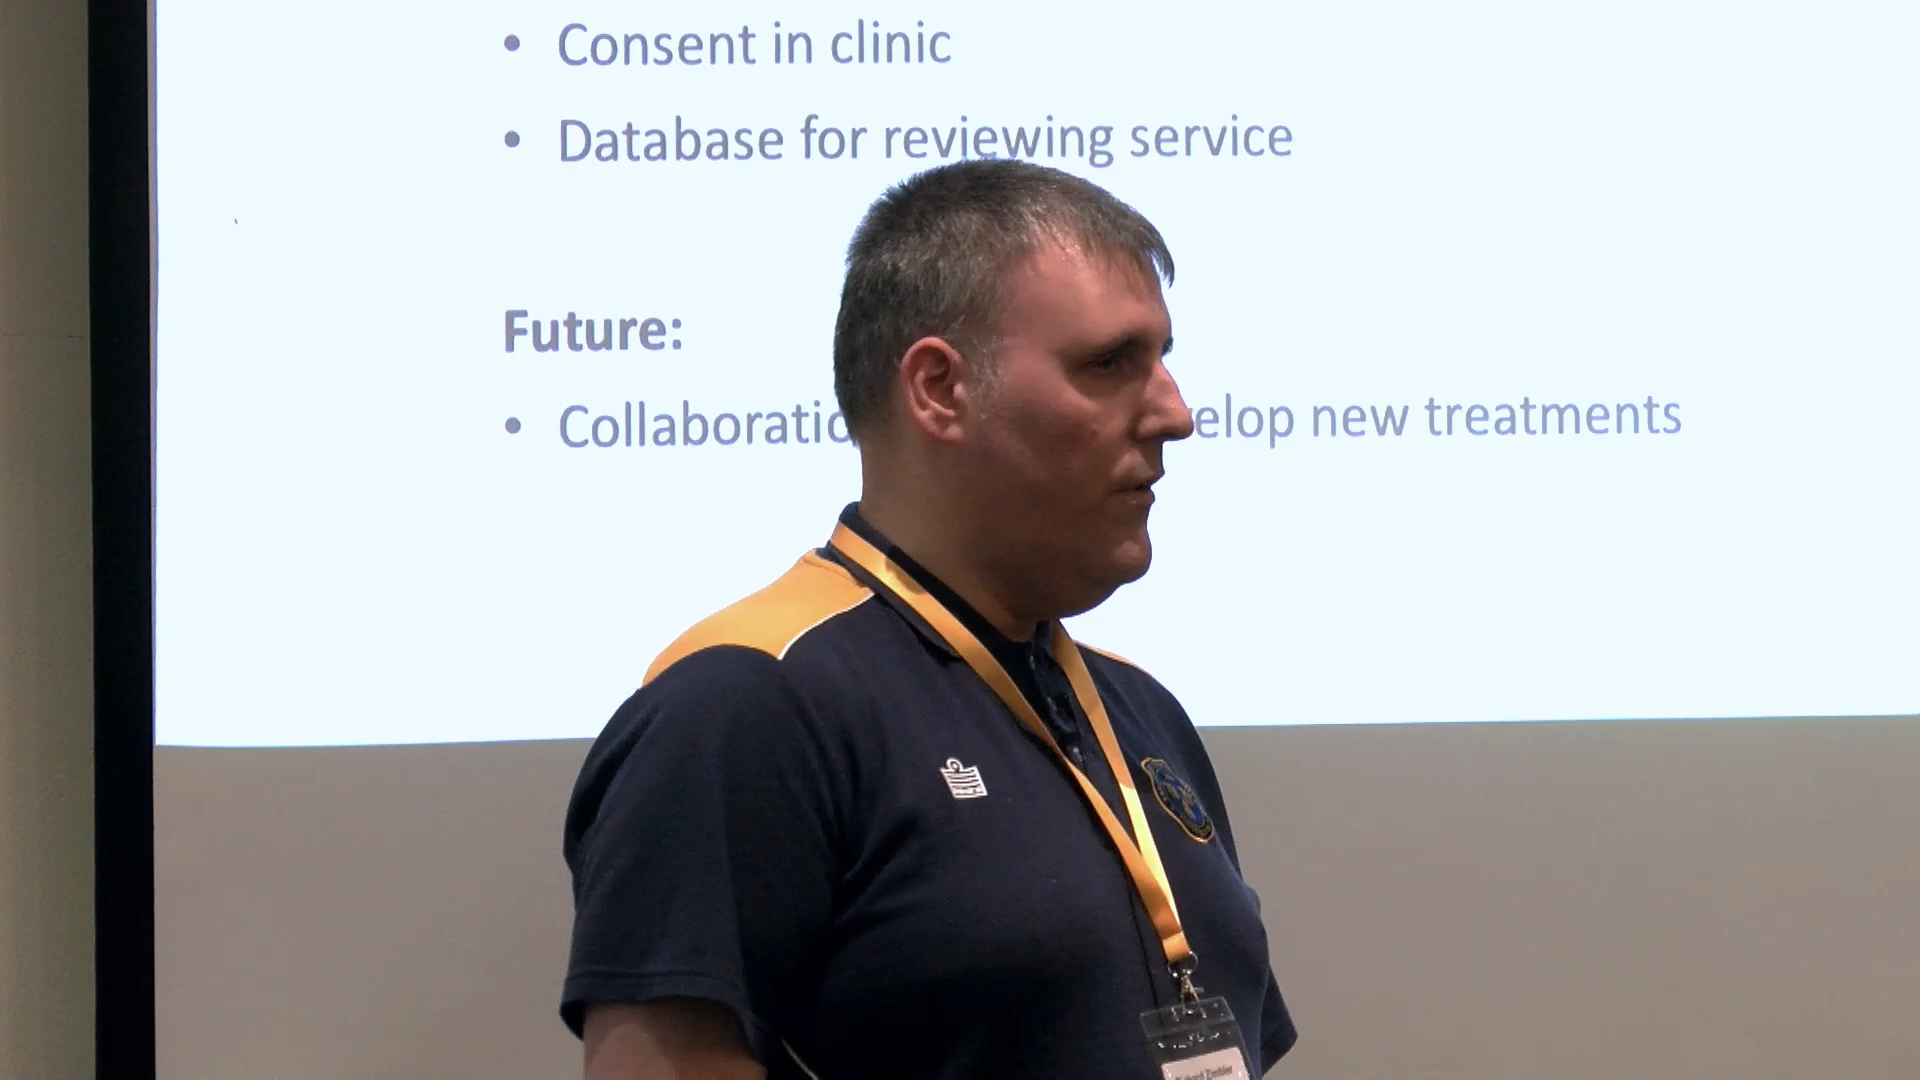 • Consent in clinic
• Database for reviewing service
Future:
• Collaboratio elop new treatments